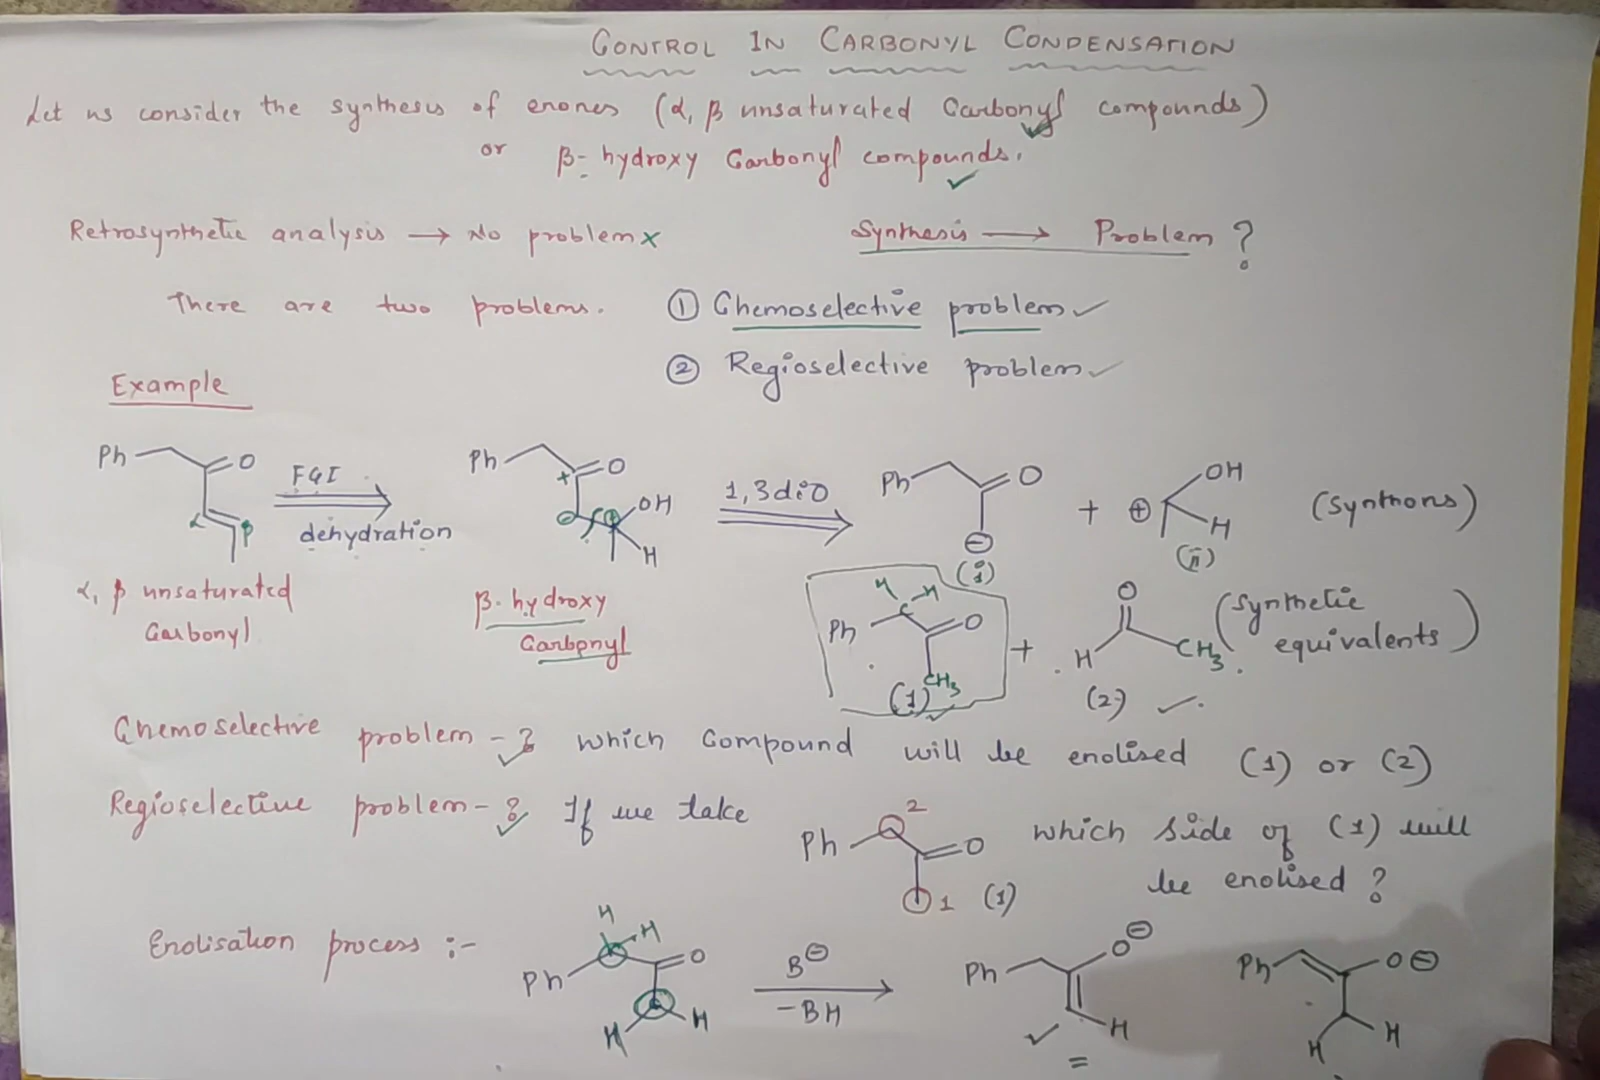 CONTROL IN CARBONYL CONDENSATION
Let us consider the synthesis of enones (α, β unsaturated Carbonyl compounds)
or β- hydroxy Carbonyl compounds.
Retrosynthetic analysis → No problem x
Synthesis → Problem ?
There are two problems. ① Chemoselective problem
② Regioselective problem
Example
Ph O α β
FGI
dehydration
Ph O + ⊖ ⊕ OH H
1,3 diO
Ph O ⊖ (i)
+ ⊕ OH H (ii)
(Synthons)
α, β unsaturated
Carbonyl
β. hydroxy
Carbonyl
Ph H C H O CH3 (1)
+ O H CH3. (2)
(Synthetic
equivalents)
Chemoselective problem - ? which Compound will be enolised (1) or (2)
Regioselective problem - ? If we take Ph 2 O 1 (1) which side of (1) will
be enolised ?
Enolisation process :-
Ph H H O H H
B⊖
-BH
Ph O⊖ H
=
Ph O⊖ H H